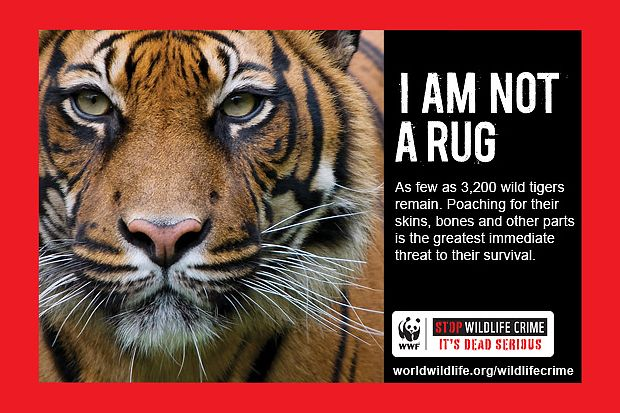 I AM NOT
A RUG
As few as 3,200 wild tigers
remain. Poaching for their
skins, bones and other parts
is the greatest immediate
threat to their survival.
WWF
STOP WILDLIFE CRIME
IT'S DEAD SERIOUS
worldwildlife.org/wildlifecrime